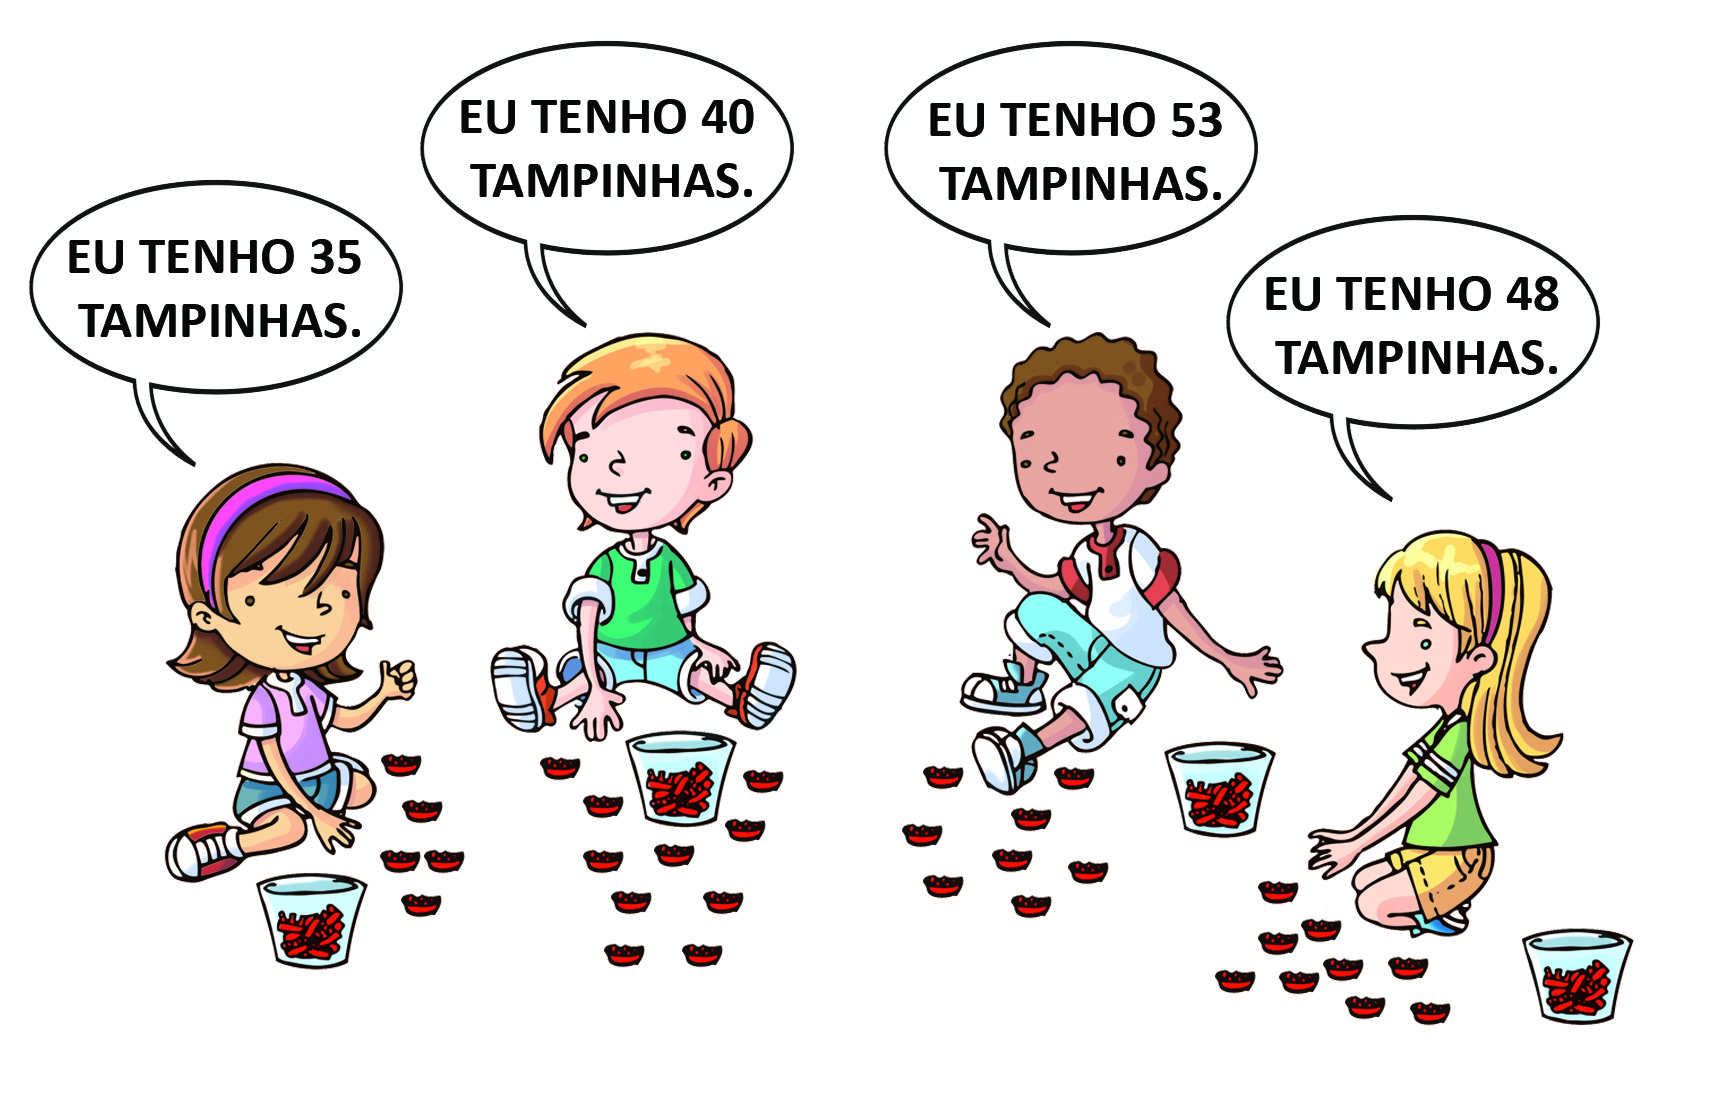 EU TENHO 35
TAMPINHAS.
EU TENHO 40
TAMPINHAS.
EU TENHO 53
TAMPINHAS.
EU TENHO 48
TAMPINHAS.